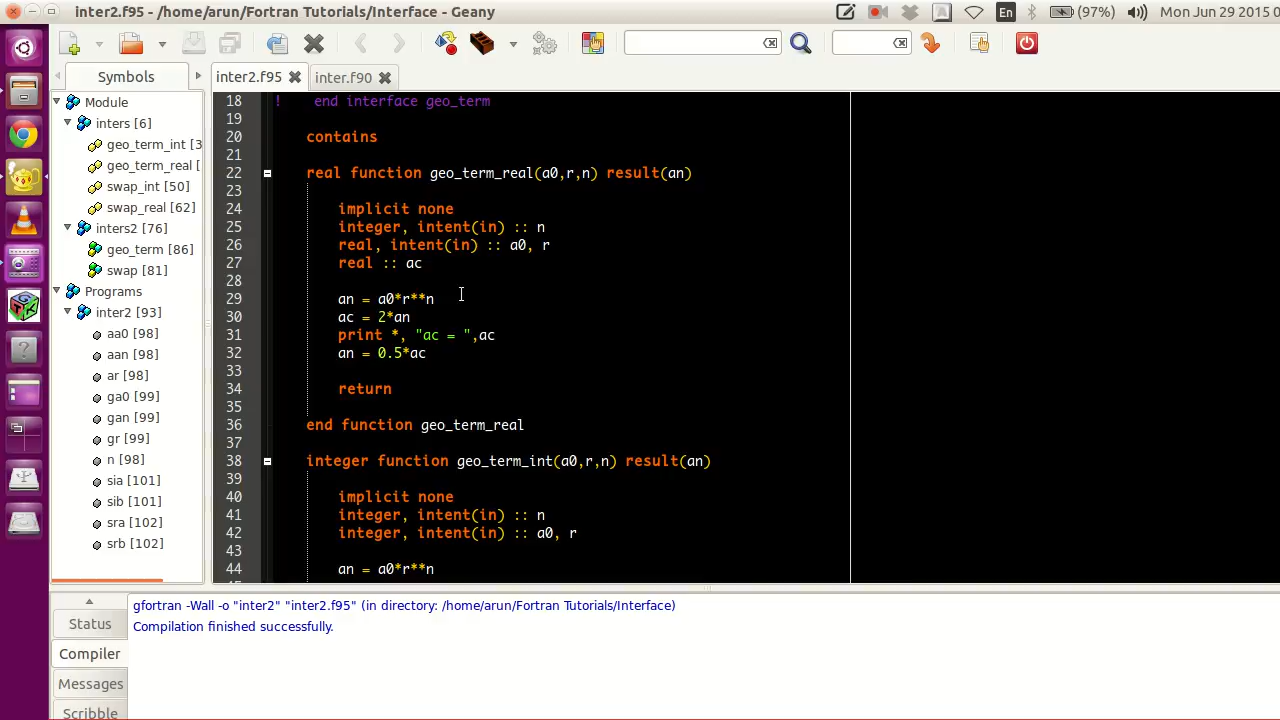 inter2.f95 - /home/arun/Fortran Tutorials/Interface - Geany
En
(97%)
Mon Jun 29 2015 0
Symbols
inter2.f95
inter.f90
Module
inters [6]
geo_term_int [3
geo_term_real [
swap_int [50]
swap_real [62]
inters2 [76]
geo_term [86]
swap [81]
Programs
inter2 [93]
aa0 [98]
aan [98]
ar [98]
ga0 [99]
gan [99]
gr [99]
n [98]
sia [101]
sib [101]
sra [102]
srb [102]
18 ! end interface geo_term
19
20 contains
21
22 real function geo_term_real(a0,r,n) result(an)
23
24 implicit none
25 integer, intent(in) :: n
26 real, intent(in) :: a0, r
27 real :: ac
28
29 an = a0*r**n
30 ac = 2*an
31 print *, "ac = ",ac
32 an = 0.5*ac
33
34 return
35
36 end function geo_term_real
37
38 integer function geo_term_int(a0,r,n) result(an)
39
40 implicit none
41 integer, intent(in) :: n
42 integer, intent(in) :: a0, r
43
44 an = a0*r**n
Status
Compiler
Messages
Scribble
gfortran -Wall -o "inter2" "inter2.f95" (in directory: /home/arun/Fortran Tutorials/Interface)
Compilation finished successfully.